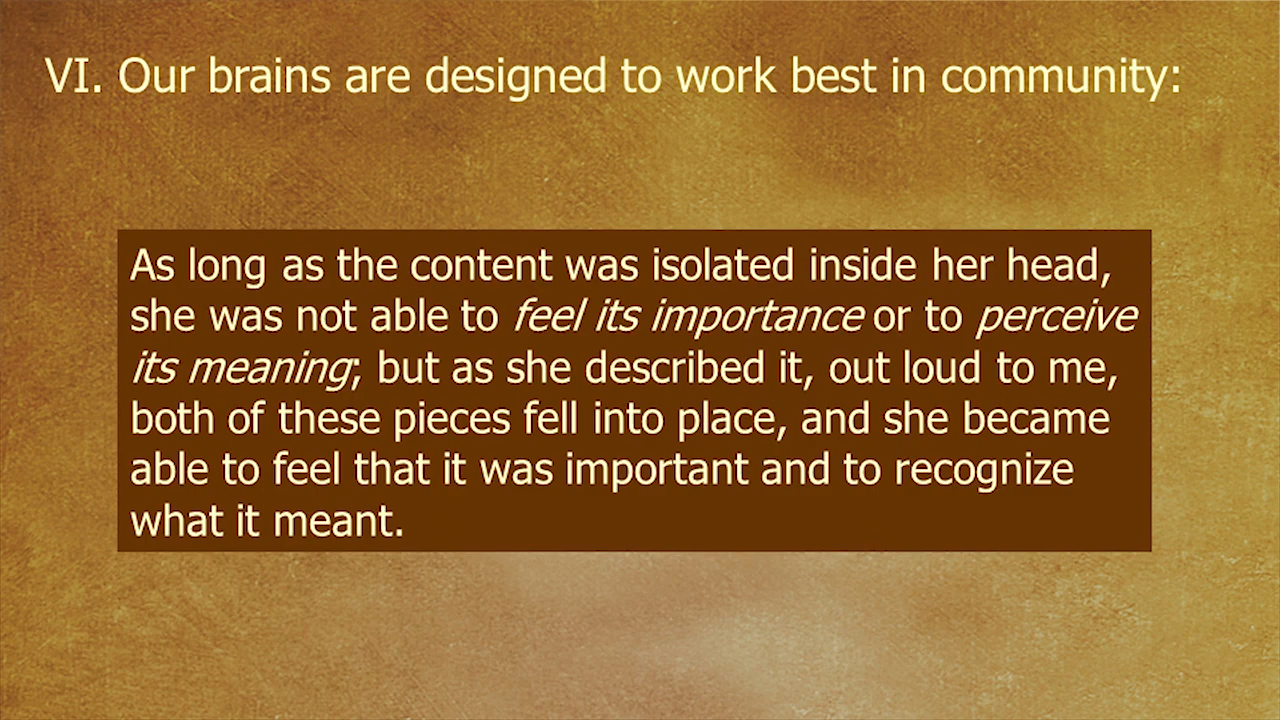 VI. Our brains are designed to work best in community:
As long as the content was isolated inside her head,
she was not able to feel its importance or to perceive
its meaning; but as she described it, out loud to me,
both of these pieces fell into place, and she became
able to feel that it was important and to recognize
what it meant.